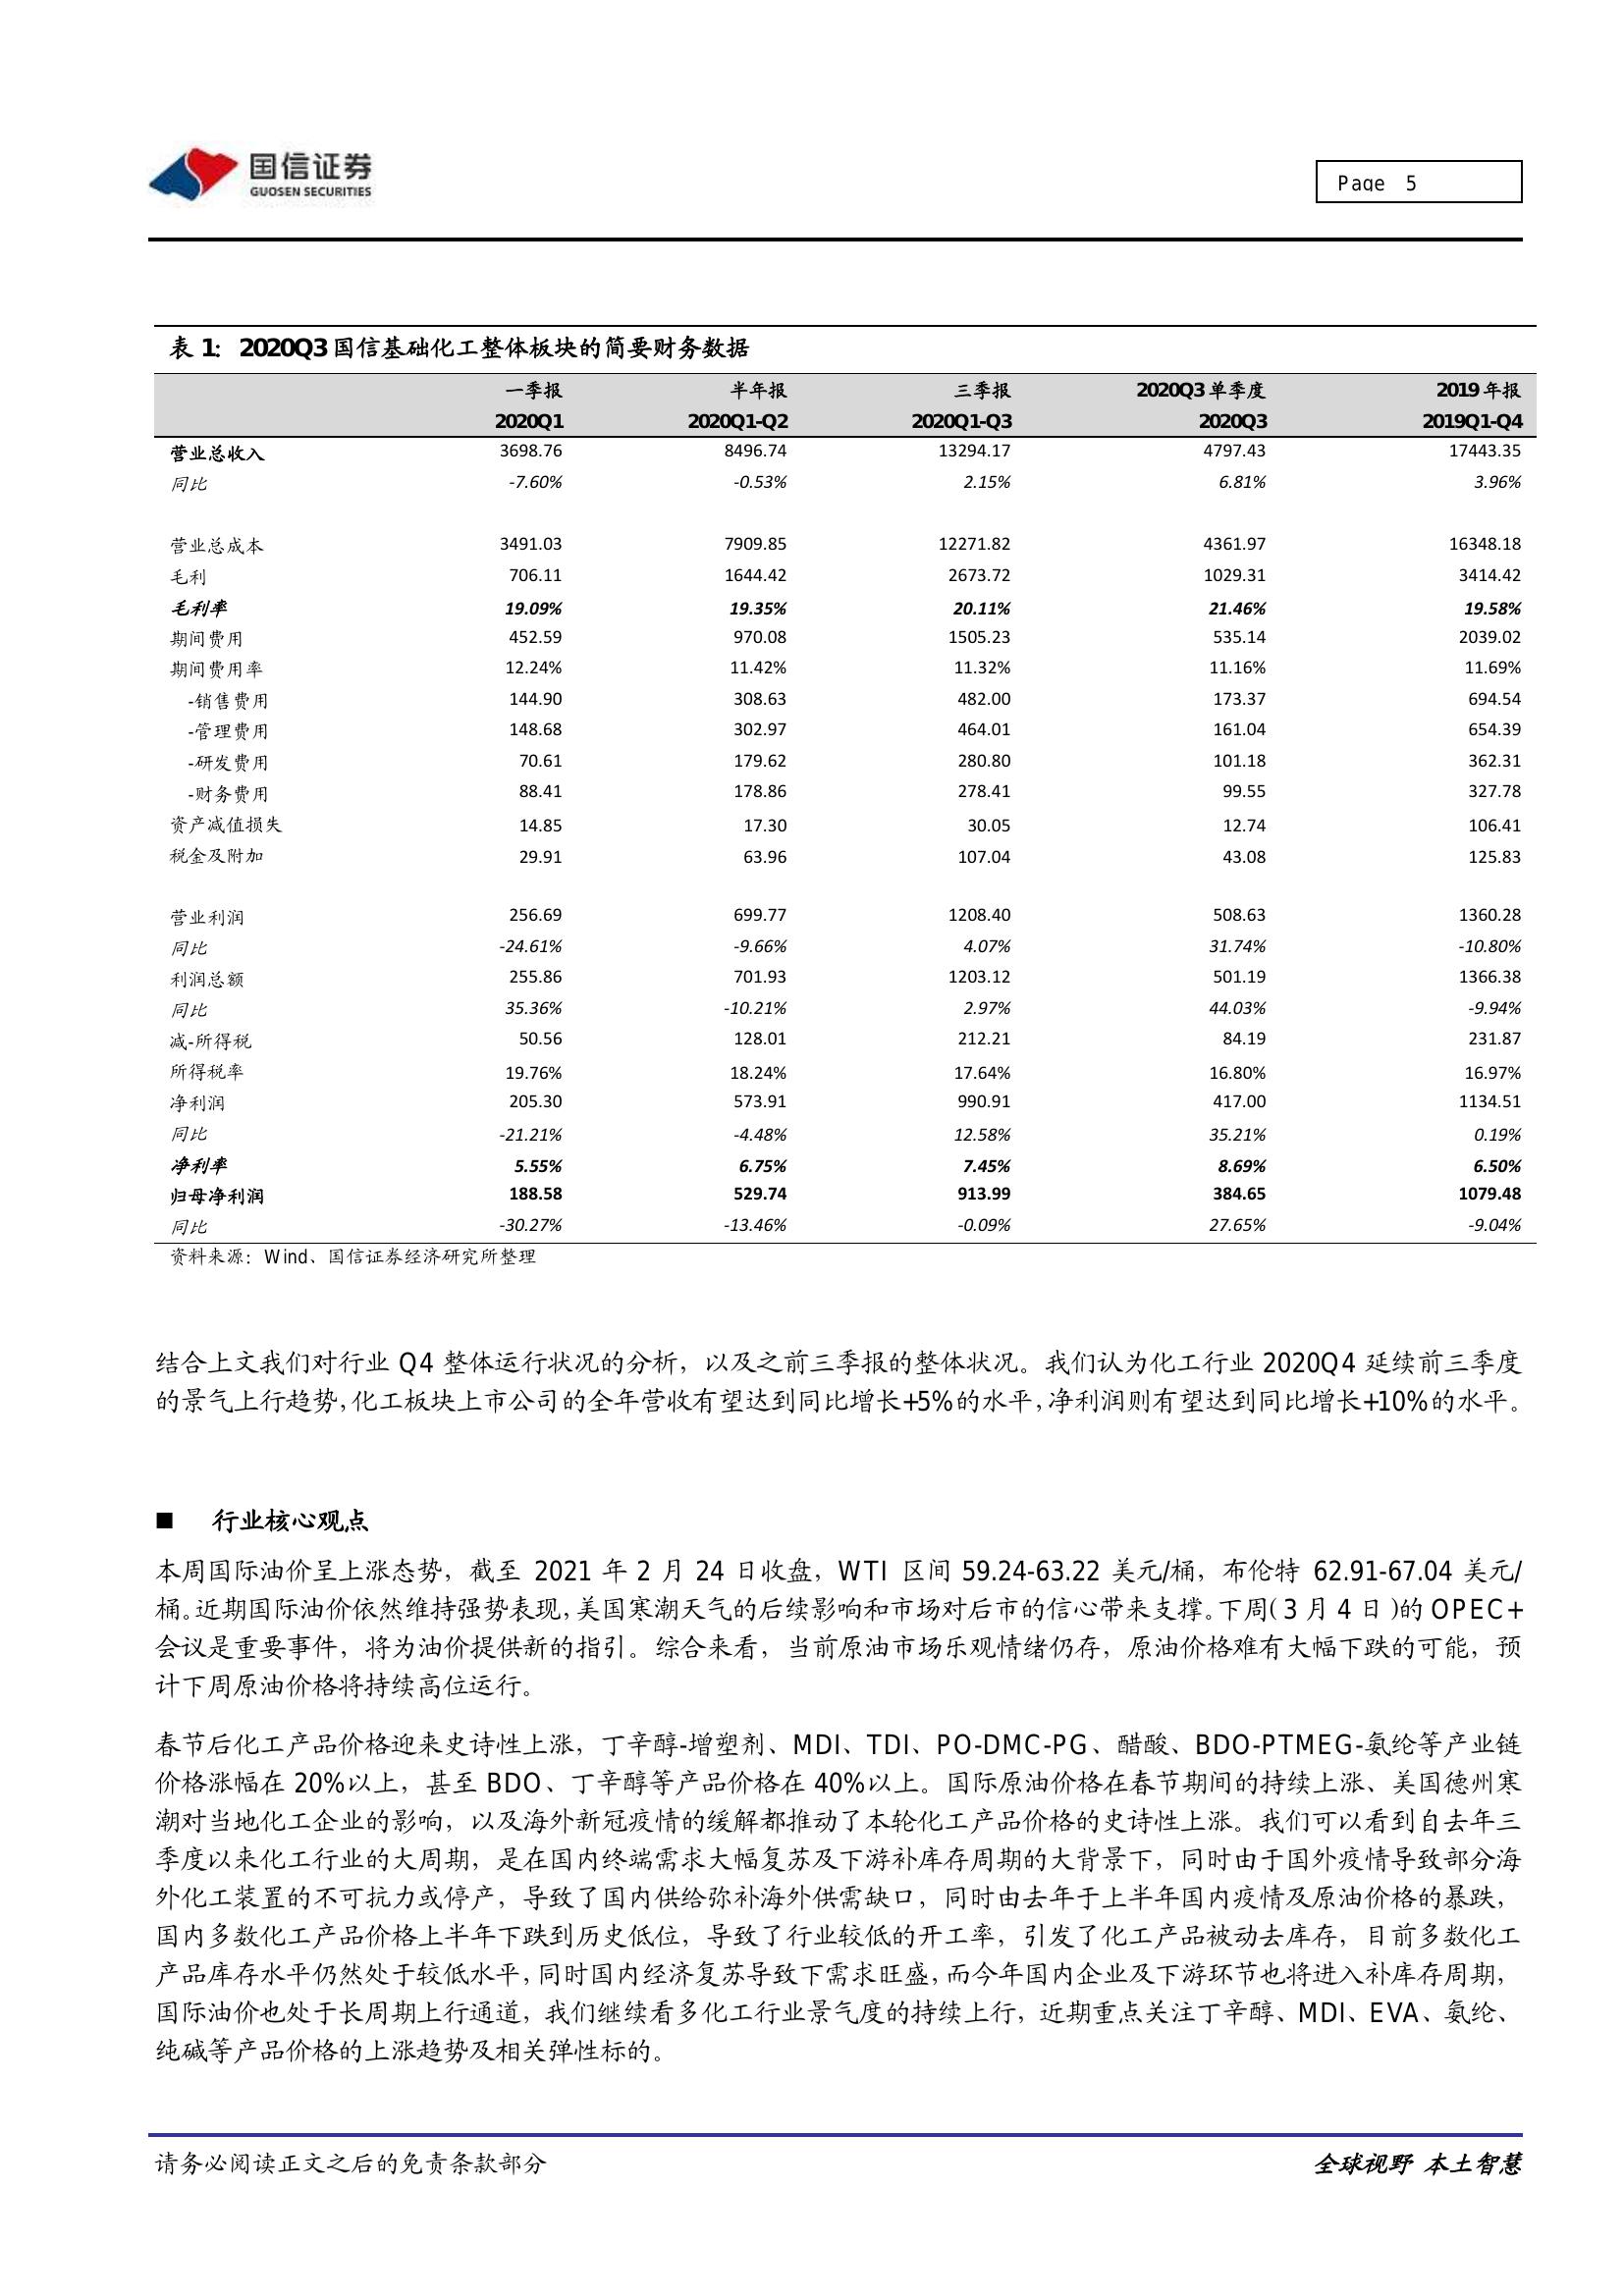 国信证券
GUOSEN SECURITIES
Page 5
表 1: 2020Q3 国信基础化工整体板块的简要财务数据
一季报 半年报 三季报 2020Q3 单季度 2019 年报
2020Q1 2020Q1-Q2 2020Q1-Q3 2020Q3 2019Q1-Q4
营业总收入 3698.76 8496.74 13294.17 4797.43 17443.35
同比 -7.60% -0.53% 2.15% 6.81% 3.96%
营业总成本 3491.03 7909.85 12271.82 4361.97 16348.18
毛利 706.11 1644.42 2673.72 1029.31 3414.42
毛利率 19.09% 19.35% 20.11% 21.46% 19.58%
期间费用 452.59 970.08 1505.23 535.14 2039.02
期间费用率 12.24% 11.42% 11.32% 11.16% 11.69%
-销售费用 144.90 308.63 482.00 173.37 694.54
-管理费用 148.68 302.97 464.01 161.04 654.39
-研发费用 70.61 179.62 280.80 101.18 362.31
-财务费用 88.41 178.86 278.41 99.55 327.78
资产减值损失 14.85 17.30 30.05 12.74 106.41
税金及附加 29.91 63.96 107.04 43.08 125.83
营业利润 256.69 699.77 1208.40 508.63 1360.28
同比 -24.61% -9.66% 4.07% 31.74% -10.80%
利润总额 255.86 701.93 1203.12 501.19 1366.38
同比 35.36% -10.21% 2.97% 44.03% -9.94%
减-所得税 50.56 128.01 212.21 84.19 231.87
所得税率 19.76% 18.24% 17.64% 16.80% 16.97%
净利润 205.30 573.91 990.91 417.00 1134.51
同比 -21.21% -4.48% 12.58% 35.21% 0.19%
净利率 5.55% 6.75% 7.45% 8.69% 6.50%
归母净利润 188.58 529.74 913.99 384.65 1079.48
同比 -30.27% -13.46% -0.09% 27.65% -9.04%
资料来源：Wind、国信证券经济研究所整理
结合上文我们对行业 Q4 整体运行状况的分析，以及之前三季报的整体状况。我们认为化工行业 2020Q4 延续前三季度
的景气上行趋势，化工板块上市公司的全年营收有望达到同比增长+5%的水平，净利润则有望达到同比增长+10%的水平。
■ 行业核心观点
本周国际油价呈上涨态势，截至 2021 年 2 月 24 日收盘，WTI 区间 59.24-63.22 美元/桶，布伦特 62.91-67.04 美元/
桶。近期国际油价依然维持强势表现，美国寒潮天气的后续影响和市场对后市的信心带来支撑。下周（3 月 4 日）的 OPEC+
会议是重要事件，将为油价提供新的指引。综合来看，当前原油市场乐观情绪仍存，原油价格难有大幅下跌的可能，预
计下周原油价格将持续高位运行。
春节后化工产品价格迎来史诗性上涨，丁辛醇-增塑剂、MDI、TDI、PO-DMC-PG、醋酸、BDO-PTMEG-氨纶等产业链
价格涨幅在 20%以上，甚至 BDO、丁辛醇等产品价格在 40%以上。国际原油价格在春节期间的持续上涨、美国德州寒
潮对当地化工企业的影响，以及海外新冠疫情的缓解都推动了本轮化工产品价格的史诗性上涨。我们可以看到自去年三
季度以来化工行业的大周期，是在国内终端需求大幅复苏及下游补库存周期的大背景下，同时由于国外疫情导致部分海
外化工装置的不可抗力或停产，导致了国内供给弥补海外供需缺口，同时由去年于上半年国内疫情及原油价格的暴跌，
国内多数化工产品价格上半年下跌到历史低位，导致了行业较低的开工率，引发了化工产品被动去库存，目前多数化工
产品库存水平仍然处于较低水平，同时国内经济复苏导致下需求旺盛，而今年国内企业及下游环节也将进入补库存周期，
国际油价也处于长周期上行通道，我们继续看多化工行业景气度的持续上行，近期重点关注丁辛醇、MDI、EVA、氨纶、
纯碱等产品价格的上涨趋势及相关弹性标的。
请务必阅读正文之后的免责条款部分 全球视野 本土智慧